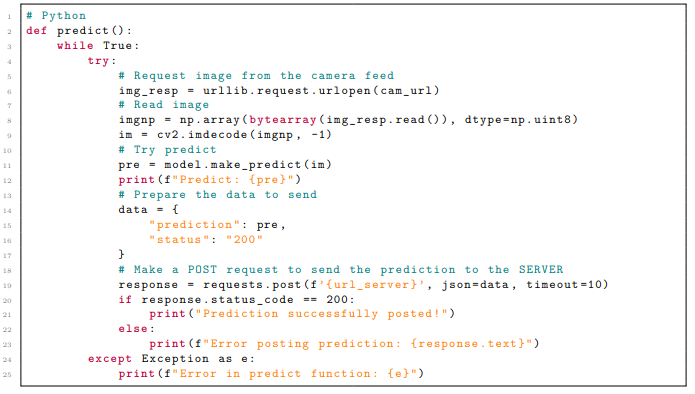 1 # Python
2 def predict():
3 while True:
4 try:
5 # Request image from the camera feed
6 img_resp = urllib.request.urlopen(cam_url)
7 # Read image
8 imgnp = np.array(bytearray(img_resp.read()), dtype=np.uint8)
9 im = cv2.imdecode(imgnp, -1)
10 # Try predict
11 pre = model.make_predict(im)
12 print(f"Predict: {pre}")
13 # Prepare the data to send
14 data = {
15 "prediction": pre,
16 "status": "200"
17 }
18 # Make a POST request to send the prediction to the SERVER
19 response = requests.post(f'{url_server}', json=data, timeout=10)
20 if response.status_code == 200:
21 print("Prediction successfully posted!")
22 else:
23 print(f"Error posting prediction: {response.text}")
24 except Exception as e:
25 print(f"Error in predict function: {e}")